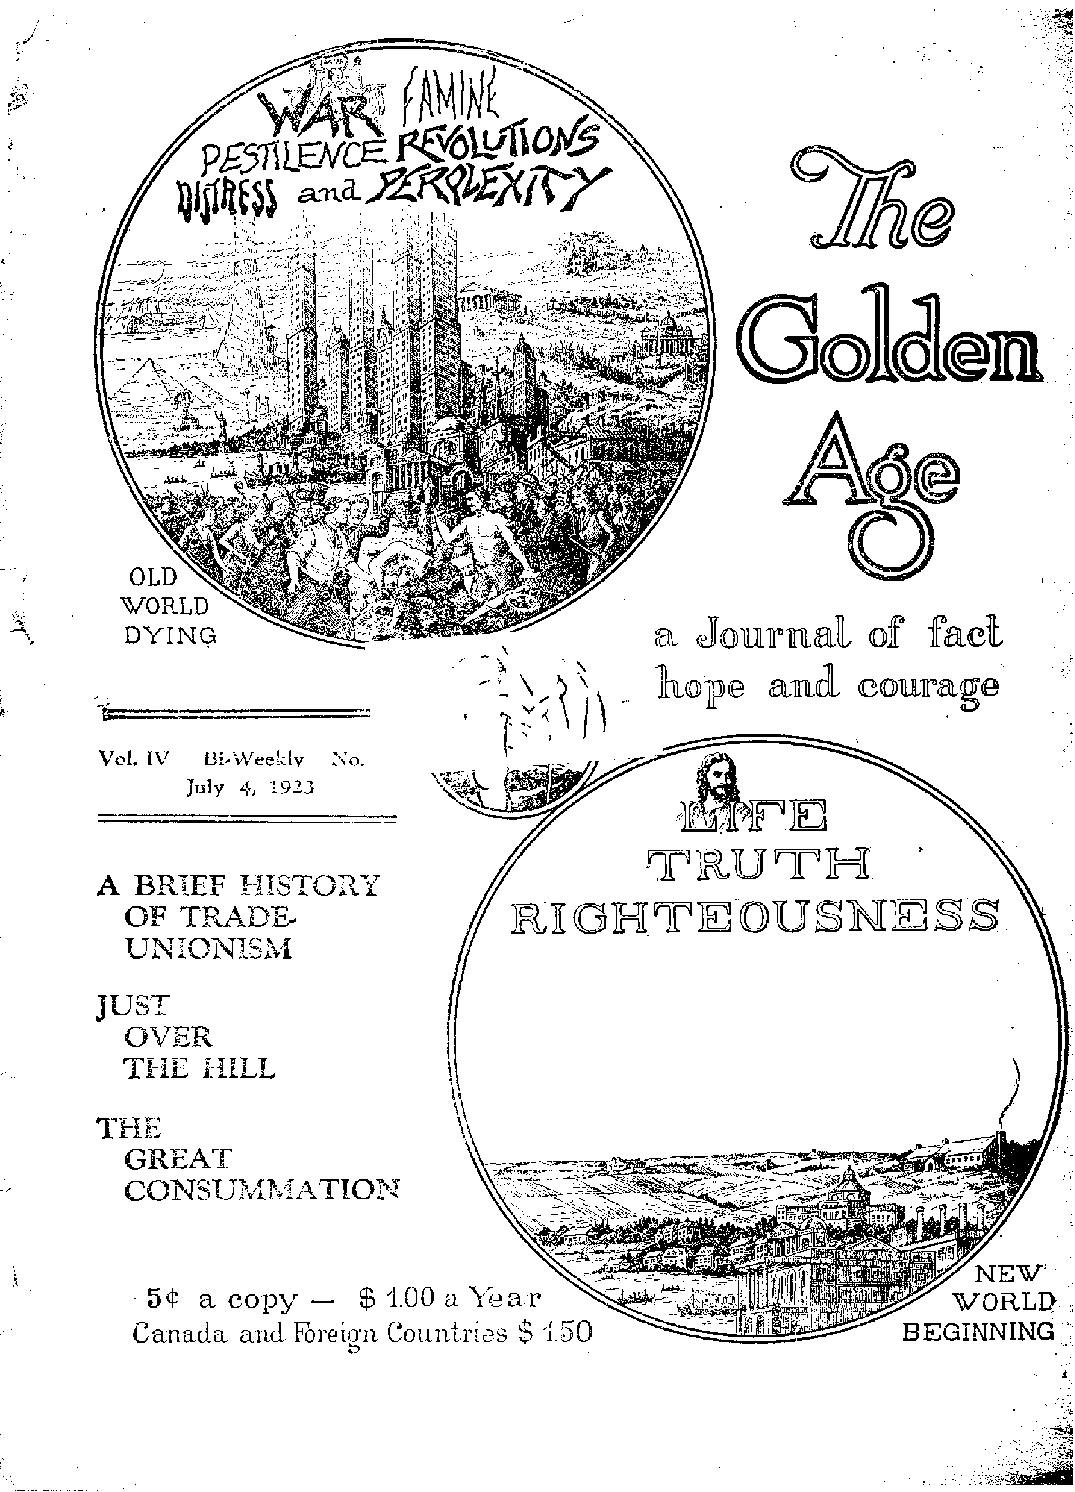 WAR FAMINE
PESTILENCE REVOLUTIONS
DISTRESS and PERPLEXITY
The
Golden
Age
OLD
WORLD
DYING
a Journal of fact
hope and courage
Vol. IV Bi-Weekly No.
July 4, 1923
LIFE
TRUTH
RIGHTEOUSNESS
A BRIEF HISTORY
OF TRADE-
UNIONISM
JUST
OVER
THE HILL
THE
GREAT
CONSUMMATION
5¢ a copy — $ 1.00 a Year
Canada and Foreign Countries $ 1.50
NEW
WORLD
BEGINNING